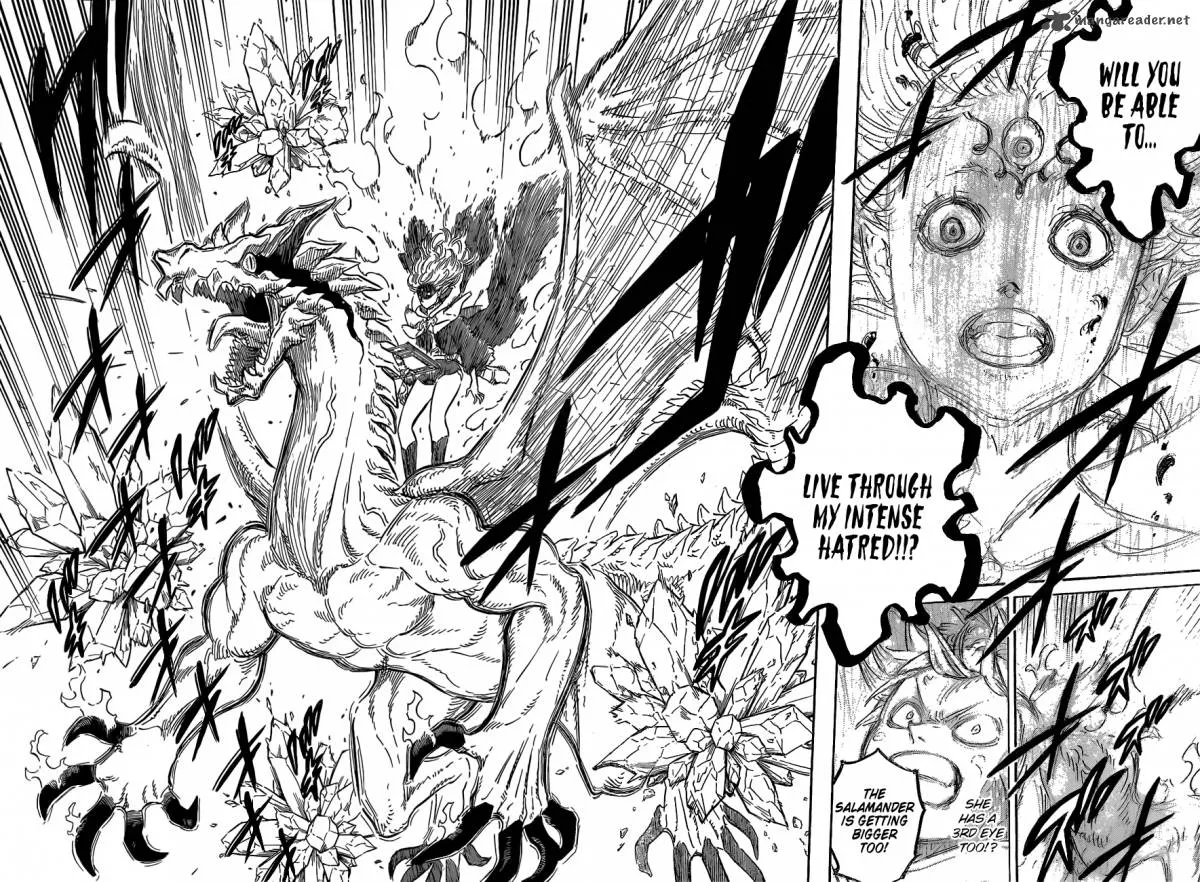 mangareader.net
WILL YOU
BE ABLE
TO...
LIVE THROUGH
MY INTENSE
HATRED!!?
SHE
HAS A
3RD EYE
TOO!?
THE
SALAMANDER
IS GETTING
BIGGER
TOO!